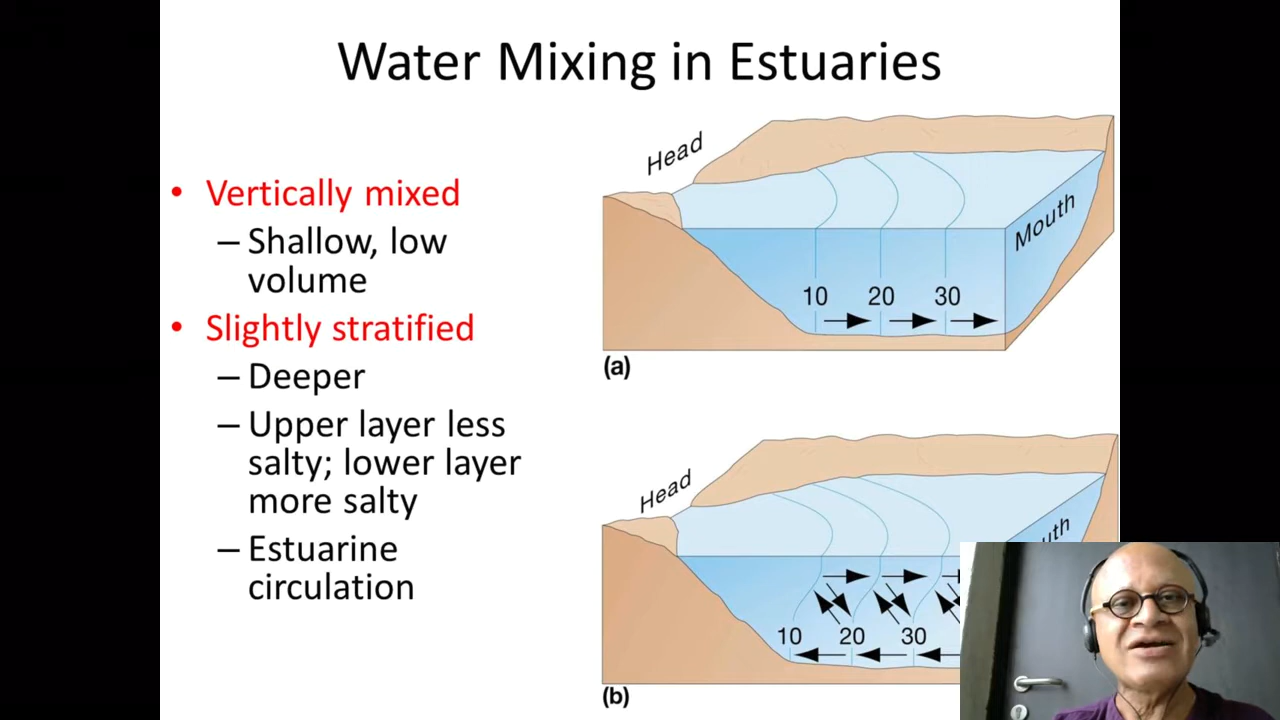 Water Mixing in Estuaries
• Vertically mixed
– Shallow, low
volume
• Slightly stratified
– Deeper
– Upper layer less
salty; lower layer
more salty
– Estuarine
circulation
Head
Mouth
10 20 30
(a)
Head
uth
10 20 30
(b)